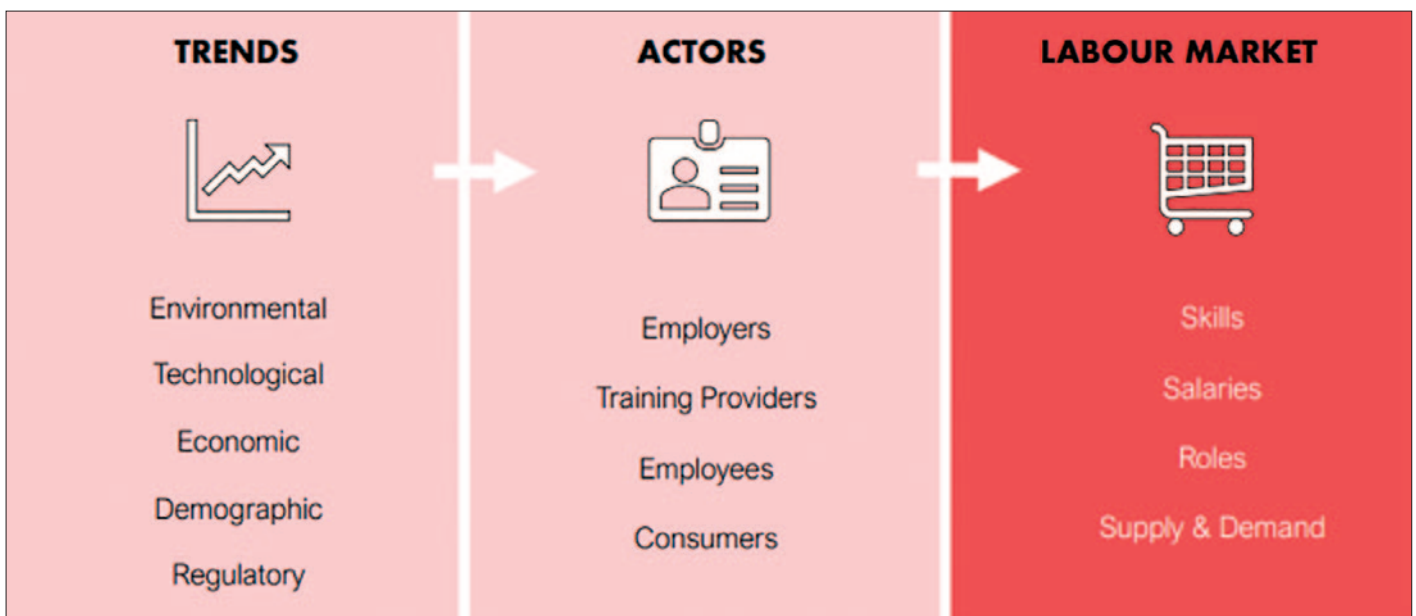 TRENDS
Environmental
Technological
Economic
Demographic
Regulatory
ACTORS
Employers
Training Providers
Employees
Consumers
LABOUR MARKET
Skills
Salaries
Roles
Supply & Demand